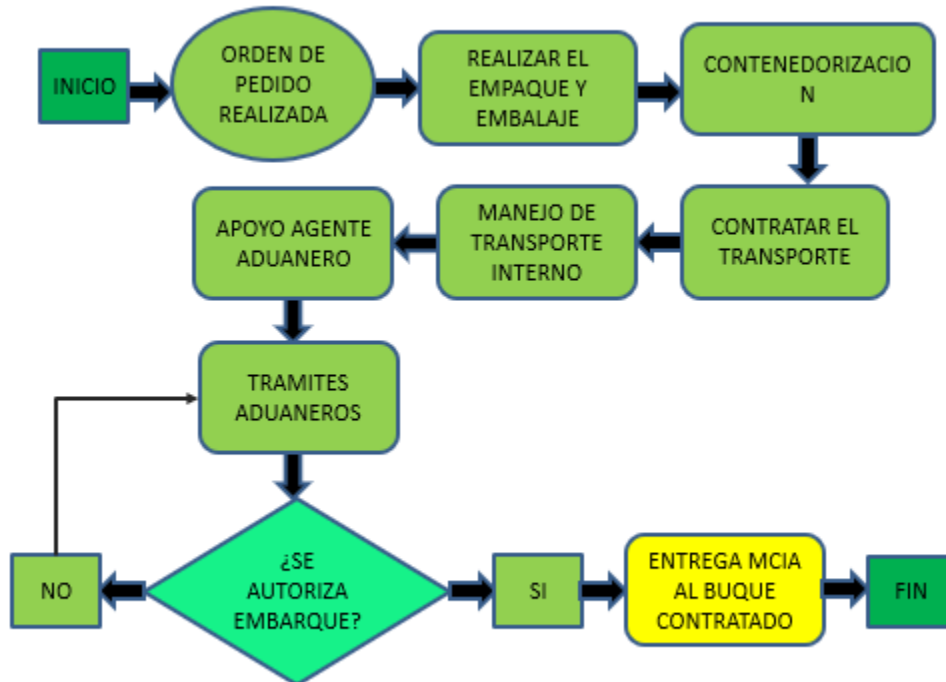 INICIO
ORDEN DE
PEDIDO
REALIZADA
REALIZAR EL
EMPAQUE Y
EMBALAJE
CONTENEDORIZACIO
N
CONTRATAR EL
TRANSPORTE
MANEJO DE
TRANSPORTE
INTERNO
APOYO AGENTE
ADUANERO
TRAMITES
ADUANEROS
¿SE
AUTORIZA
EMBARQUE?
NO
SI
ENTREGA MCIA
AL BUQUE
CONTRATADO
FIN